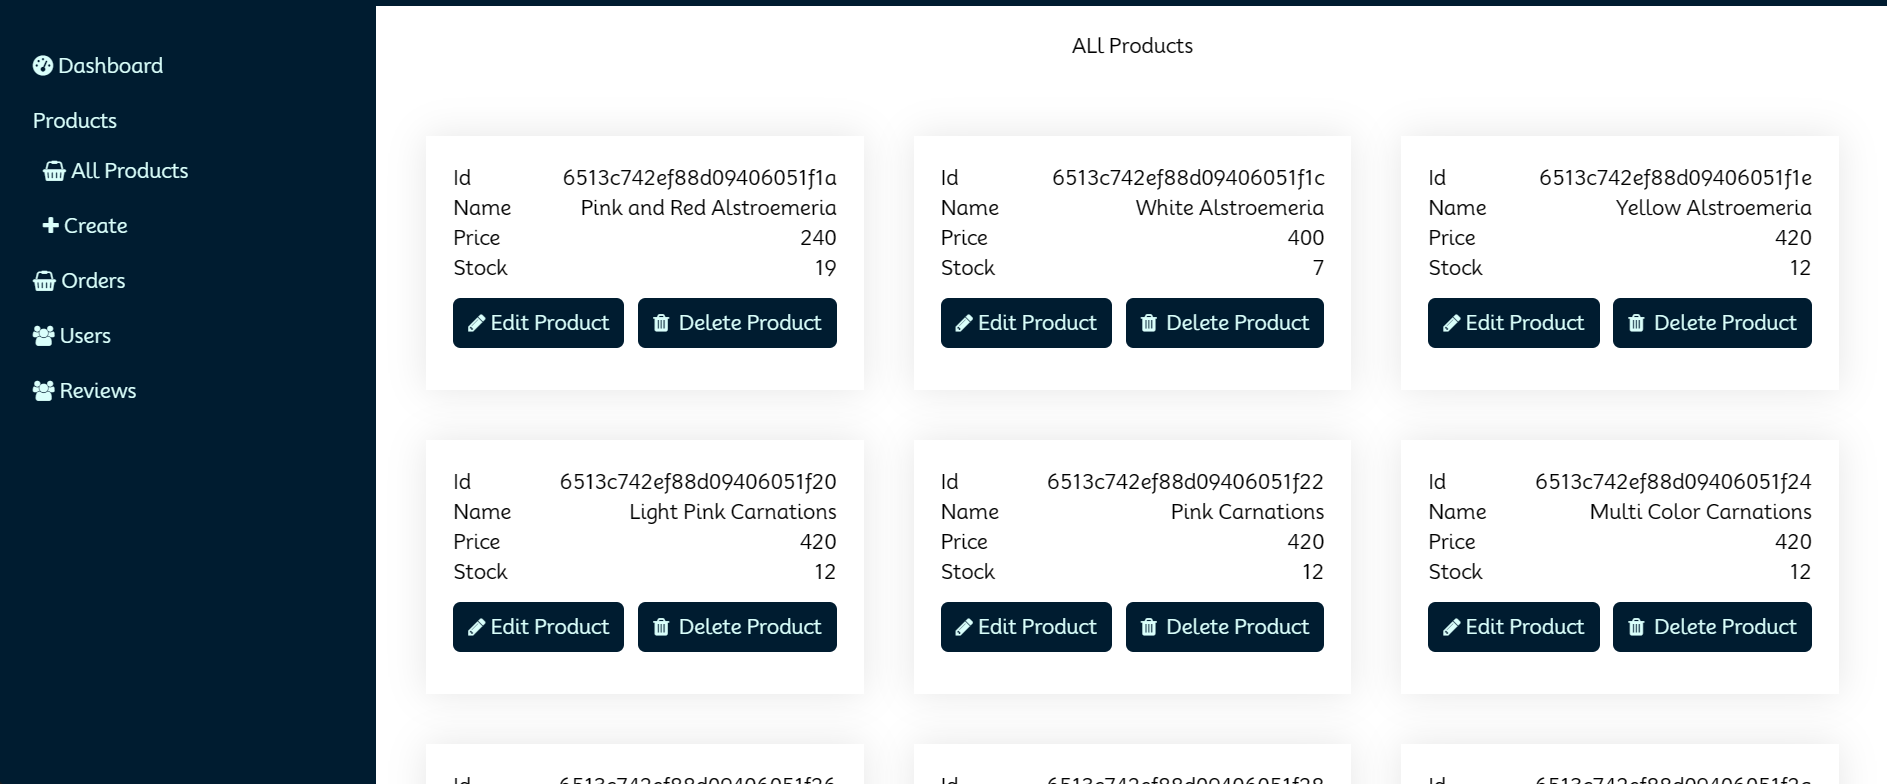 Dashboard
Products
All Products
Create
Orders
Users
Reviews
ALl Products
Id 6513c742ef88d09406051f1a
Name Pink and Red Alstroemeria
Price 240
Stock 19
Edit Product Delete Product
Id 6513c742ef88d09406051f1c
Name White Alstroemeria
Price 400
Stock 7
Edit Product Delete Product
Id 6513c742ef88d09406051f1e
Name Yellow Alstroemeria
Price 420
Stock 12
Edit Product Delete Product
Id 6513c742ef88d09406051f20
Name Light Pink Carnations
Price 420
Stock 12
Edit Product Delete Product
Id 6513c742ef88d09406051f22
Name Pink Carnations
Price 420
Stock 12
Edit Product Delete Product
Id 6513c742ef88d09406051f24
Name Multi Color Carnations
Price 420
Stock 12
Edit Product Delete Product
Id
Id
Id